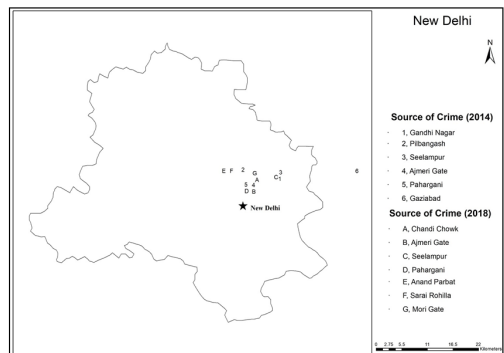 New Delhi
N
Source of Crime (2014)
1, Gandhi Nagar
2, Pilbangash
3, Seelampur
4, Ajmeri Gate
5, Pahargani
6, Gaziabad
Source of Crime (2018)
A, Chandi Chowk
B, Ajmeri Gate
C, Seelampur
D, Pahargani
E, Anand Parbat
F, Sarai Rohilla
G, Mori Gate
E F 2 G 3 6
A C 1
5 4
D B
New Delhi
0 2.75 5.5 11 16.5 22
Kilometers